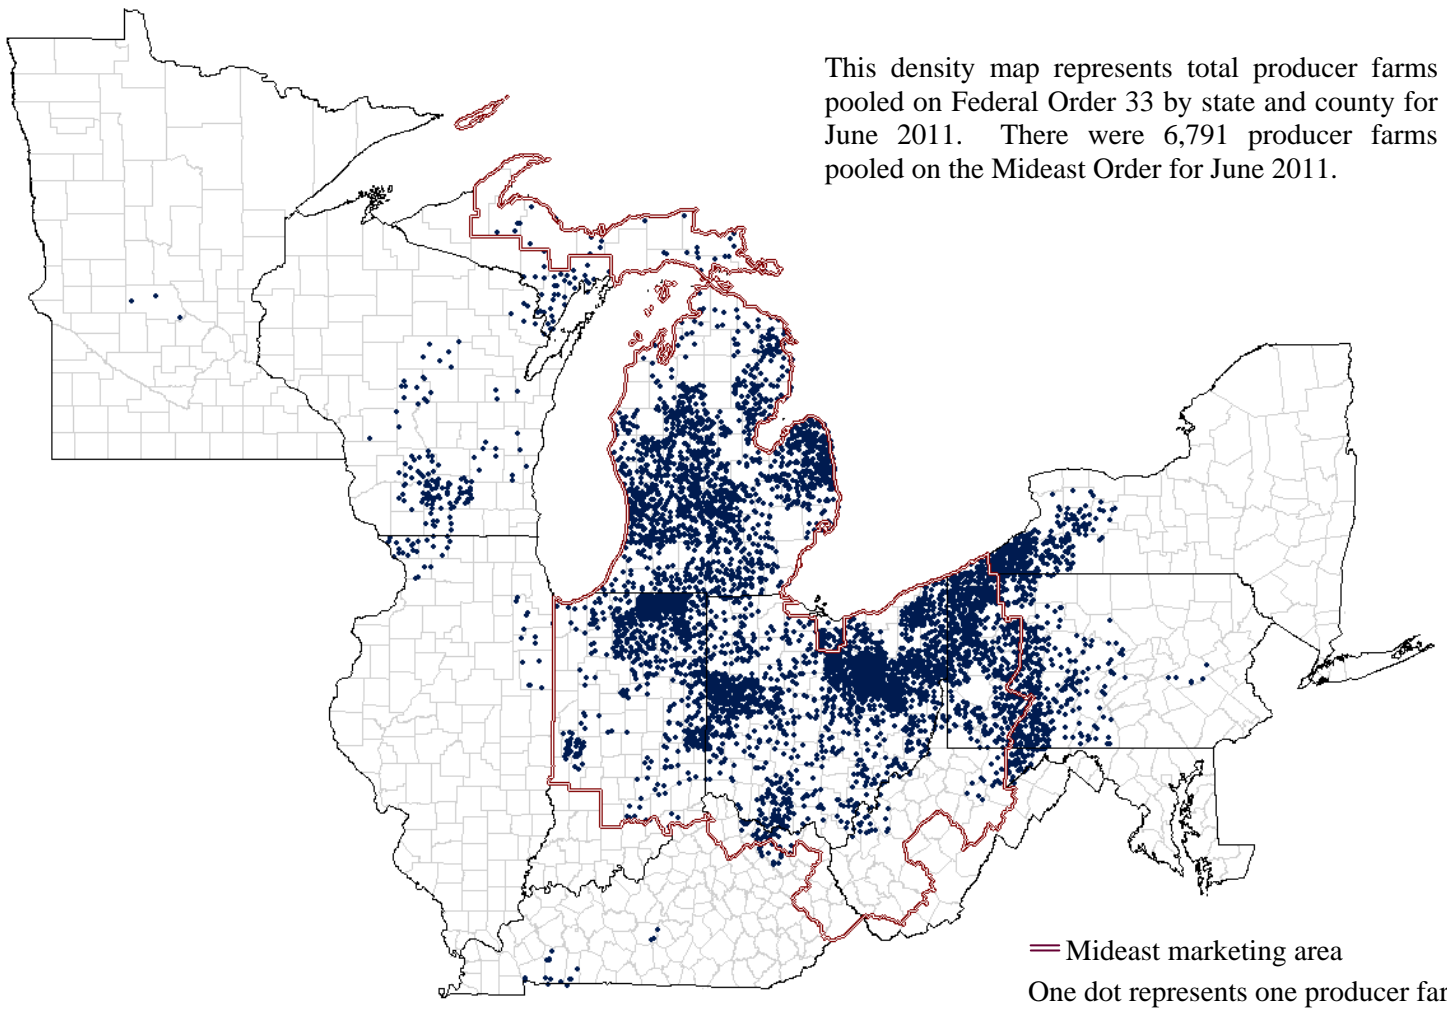 This density map represents total producer farms
pooled on Federal Order 33 by state and county for
June 2011. There were 6,791 producer farms
pooled on the Mideast Order for June 2011.
Mideast marketing area
One dot represents one producer far